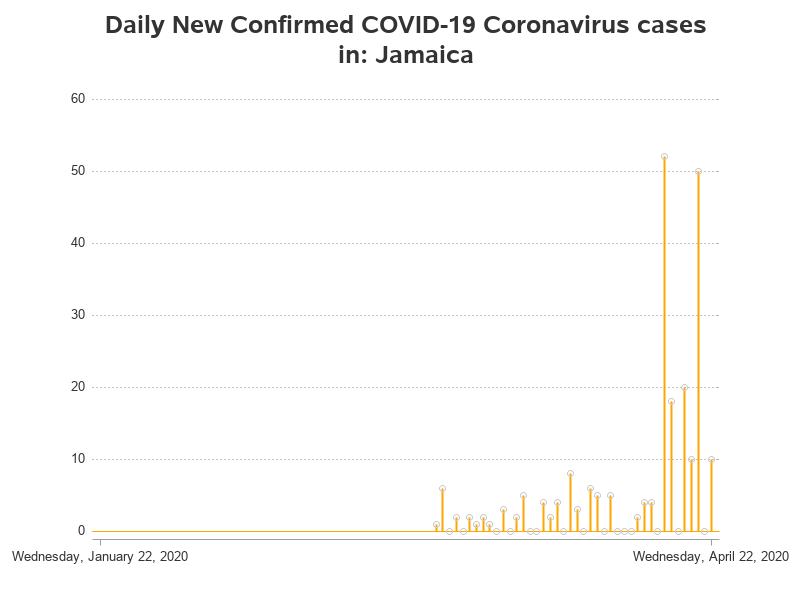 Daily New Confirmed COVID-19 Coronavirus cases
in: Jamaica
60
50
40
30
20
10
0
Wednesday, January 22, 2020 Wednesday, April 22, 2020